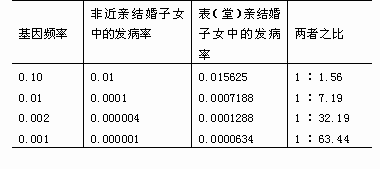 基因频率 非近亲结婚子女中的发病率 表(堂)亲结婚子女中的发病率 两者之比
0.10 0.01 0.015625 1 ∶ 1.56
0.01 0.0001 0.0007188 1 ∶ 7.19
0.002 0.000004 0.0001288 1 ∶ 32.19
0.001 0.000001 0.0000634 1 ∶ 63.44